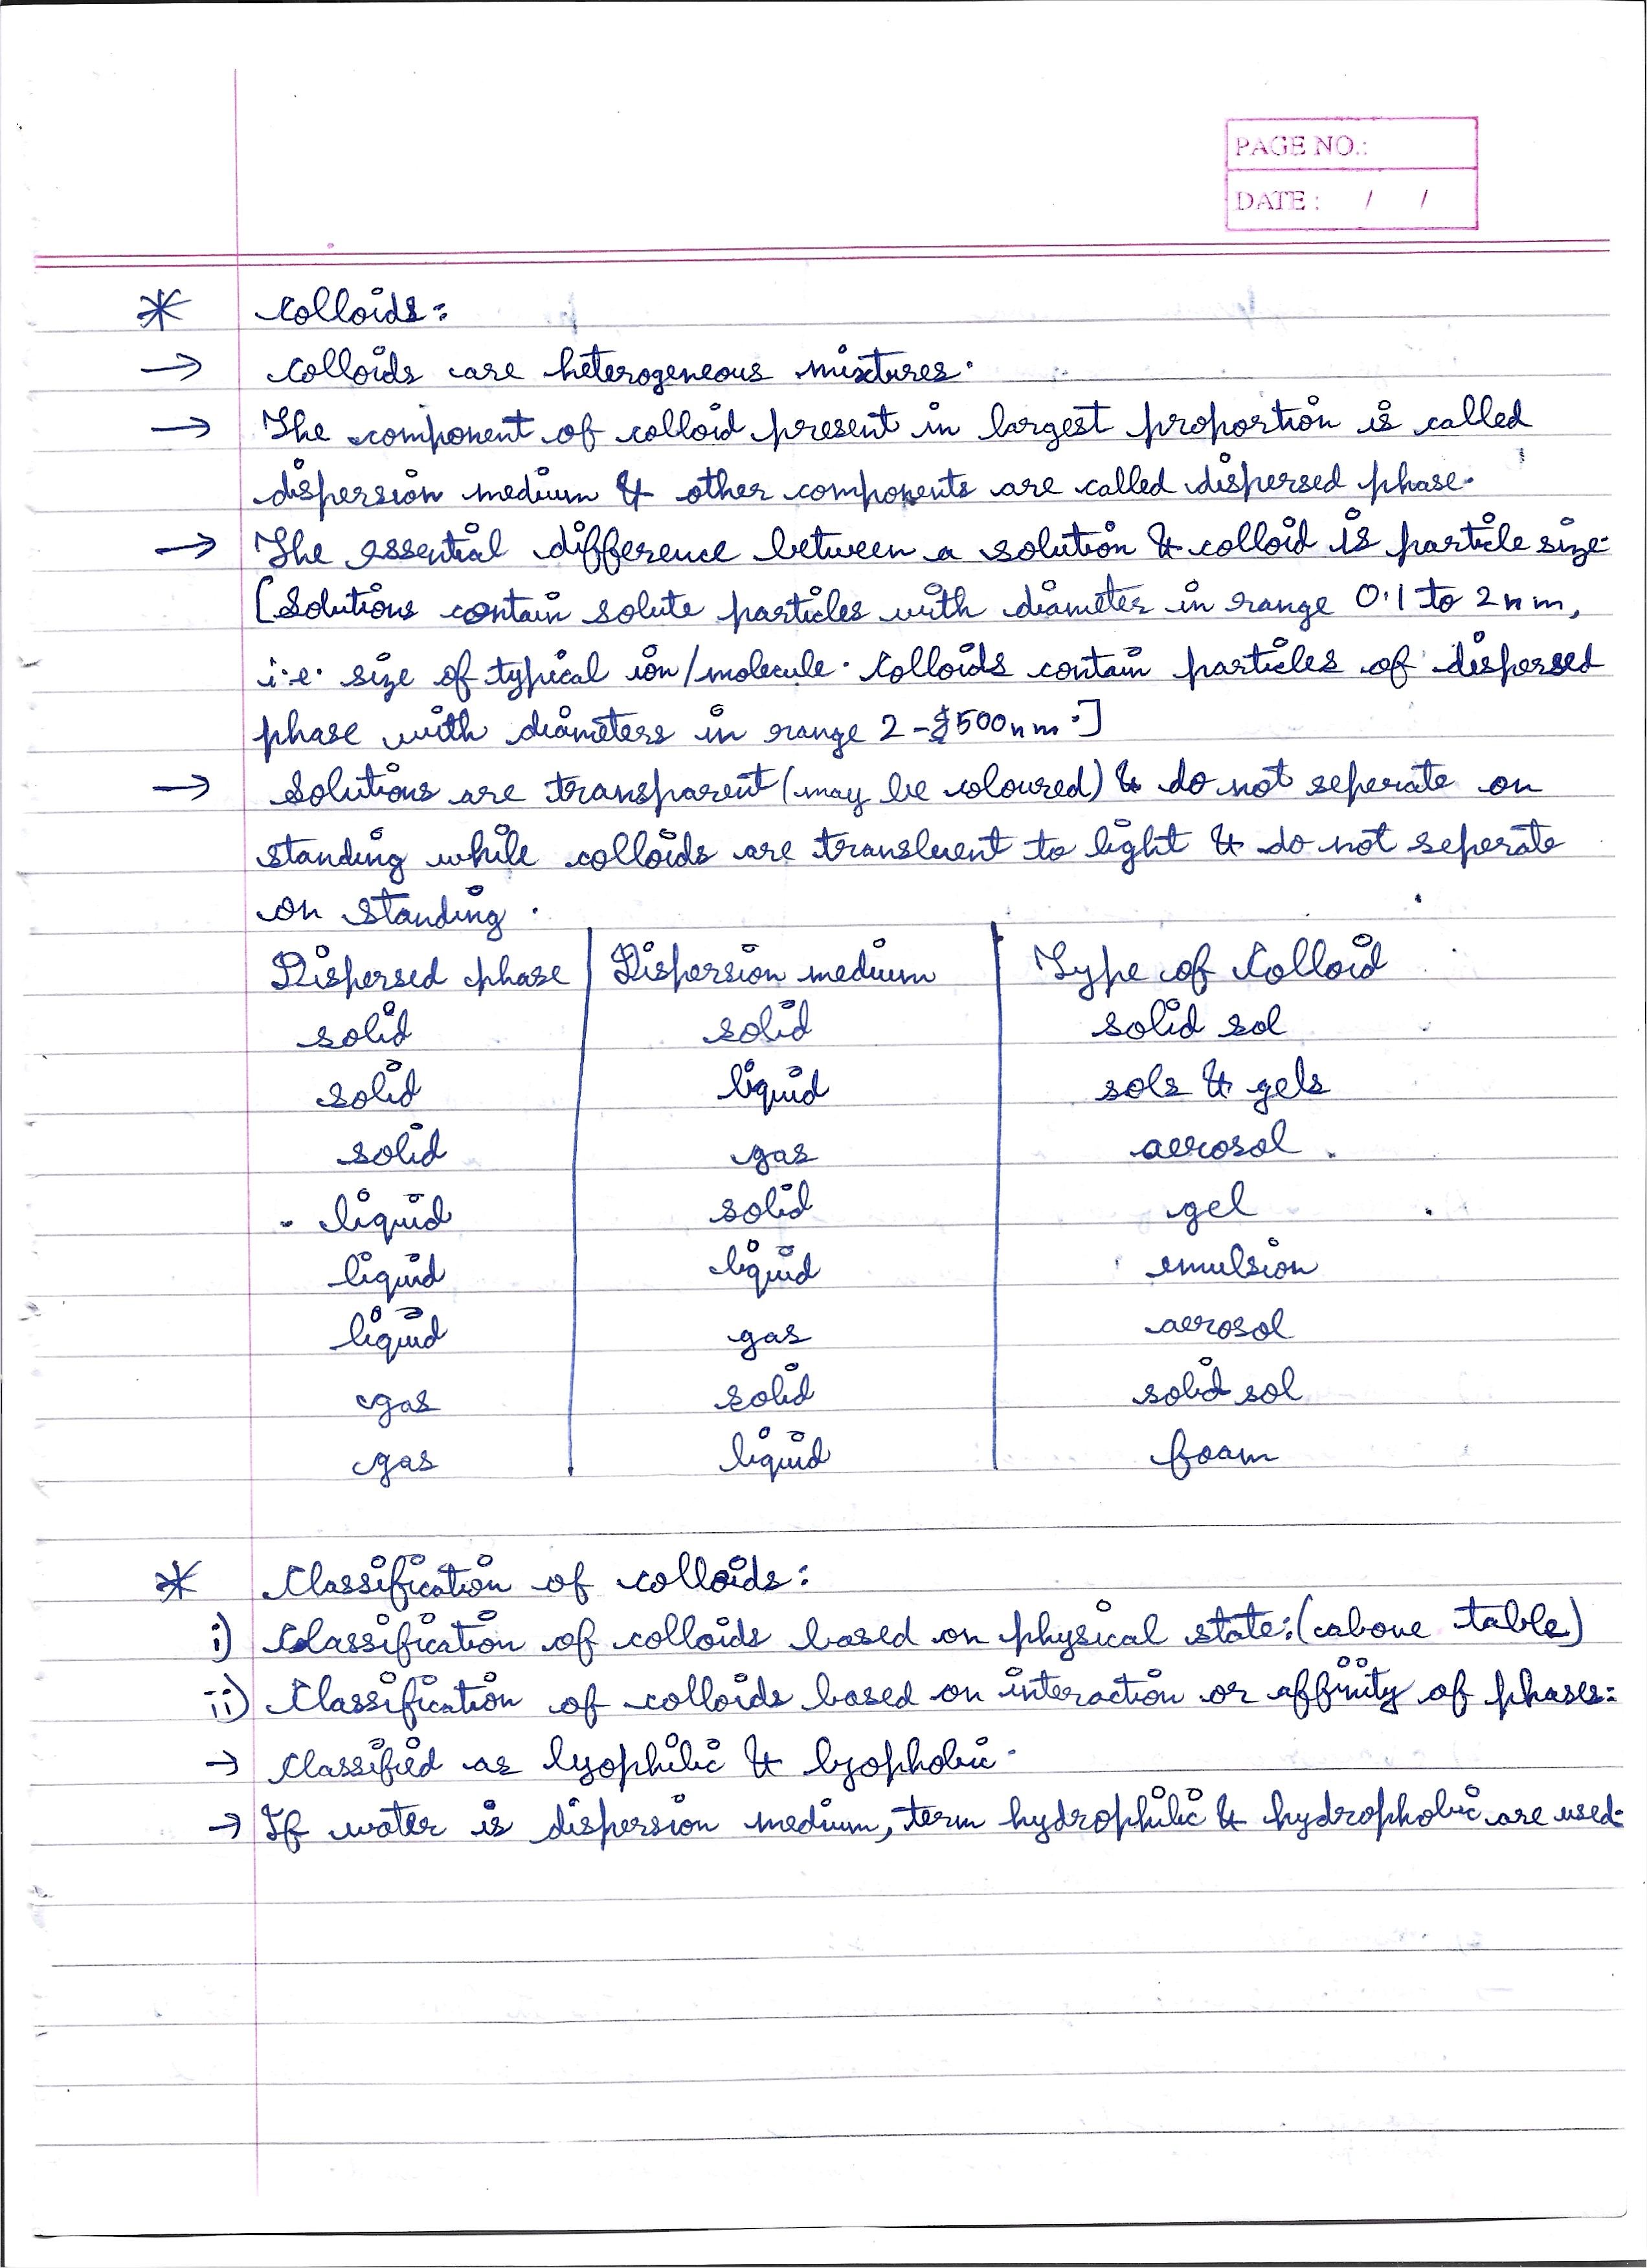 PAGE NO.:
DATE : / /
* Colloids:
→ Colloids are heterogeneous mixtures.
→ The component of colloid present in largest proportion is called
dispersion medium & other components are called dispersed phase.
→ The essential difference between a solution & colloid is particle size.
[Solutions contain solute particles with diameter in range 0.1 to 2nm,
i.e. size of typical ion/molecule. Colloids contain particles of dispersed
phase with diameters in range 2-500nm.]
→ Solutions are transparent (may be coloured) & do not seperate on
standing while colloids are transluent to light & do not seperate
on standing.
Dispersed phase | Dispersion medium | Type of Colloid
solid solid solid sol
solid liquid sols & gels
solid gas aerosol
liquid solid gel
liquid liquid emulsion
liquid gas aerosol
gas solid solid sol
gas liquid foam
* Classification of colloids:
i) Classification of colloids based on physical state: (above table)
ii) Classification of colloids based on interaction or affinity of phases:
→ Classified as lyophilic & lyophobic.
→ If water is dispersion medium, term hydrophilic & hydrophobic are used.